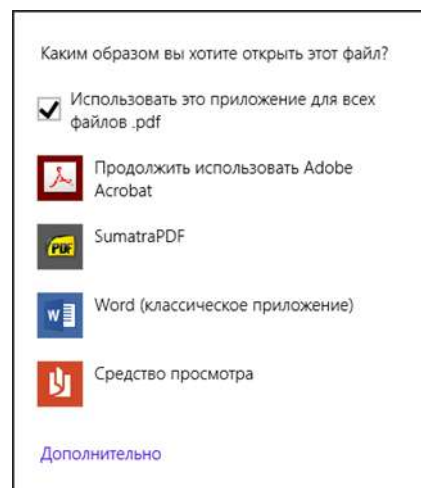 Каким образом вы хотите открыть этот файл?
Использовать это приложение для всех
файлов .pdf
Продолжить использовать Adobe
Acrobat
PDF
SumatraPDF
W
Word (классическое приложение)
Средство просмотра
Дополнительно